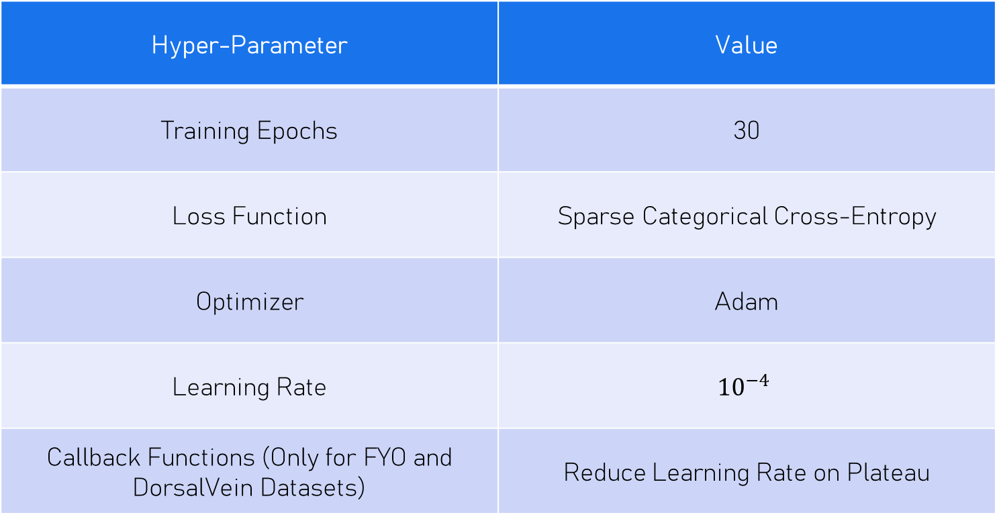 Hyper-Parameter
Value
Training Epochs
30
Loss Function
Sparse Categorical Cross-Entropy
Optimizer
Adam
Learning Rate
10⁻⁴
Callback Functions (Only for FYO and
DorsalVein Datasets)
Reduce Learning Rate on Plateau